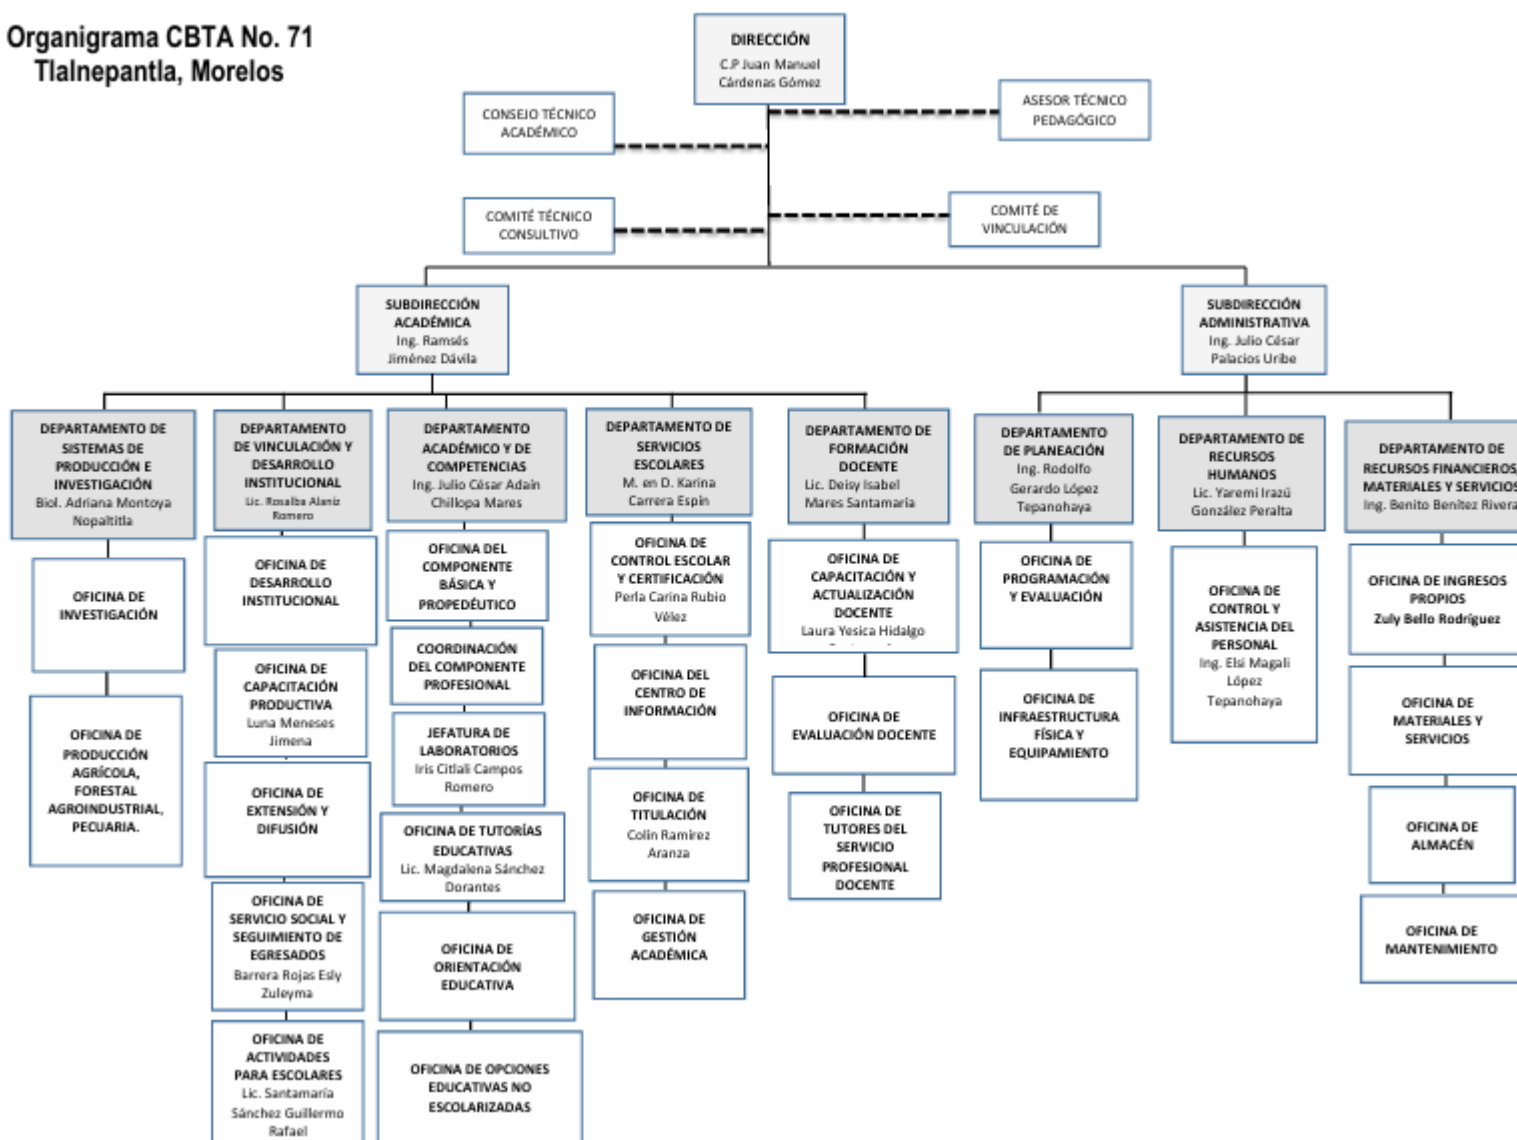 Organigrama CBTA No. 71
Tlalnepantla, Morelos
DIRECCIÓN
C.P Juan Manuel
Cárdenas Gómez
CONSEJO TÉCNICO
ACADÉMICO
ASESOR TÉCNICO
PEDAGÓGICO
COMITÉ TÉCNICO
CONSULTIVO
COMITÉ DE
VINCULACIÓN
SUBDIRECCIÓN
ACADÉMICA
Ing. Ramsés
Jiménez Dávila
SUBDIRECCIÓN
ADMINISTRATIVA
Ing. Julio César
Palacios Uribe
DEPARTAMENTO DE
SISTEMAS DE
PRODUCCIÓN E
INVESTIGACIÓN
Biol. Adriana Montoya
Nopaltitla
OFICINA DE
INVESTIGACIÓN
OFICINA DE
PRODUCCIÓN
AGRÍCOLA,
FORESTAL
AGROINDUSTRIAL,
PECUARIA.
DEPARTAMENTO
DE VINCULACIÓN Y
DESARROLLO
INSTITUCIONAL
Lic. Rosalba Alaniz
Romero
OFICINA DE
DESARROLLO
INSTITUCIONAL
OFICINA DE
CAPACITACIÓN
PRODUCTIVA
Luna Meneses
Jimena
OFICINA DE
EXTENSIÓN Y
DIFUSIÓN
OFICINA DE
SERVICIO SOCIAL Y
SEGUIMIENTO DE
EGRESADOS
Barrera Rojas Esly
Zuleyma
OFICINA DE
ACTIVIDADES
PARA ESCOLARES
Lic. Santamaría
Sánchez Guillermo
Rafael
DEPARTAMENTO
ACADÉMICO Y DE
COMPETENCIAS
Ing. Julio César Adaín
Chillopa Mares
OFICINA DEL
COMPONENTE
BÁSICA Y
PROPEDÉUTICO
COORDINACIÓN
DEL COMPONENTE
PROFESIONAL
JEFATURA DE
LABORATORIOS
Iris Citlali Campos
Romero
OFICINA DE TUTORÍAS
EDUCATIVAS
Lic. Magdalena Sánchez
Dorantes
OFICINA DE
ORIENTACIÓN
EDUCATIVA
OFICINA DE OPCIONES
EDUCATIVAS NO
ESCOLARIZADAS
DEPARTAMENTO DE
SERVICIOS
ESCOLARES
M. en D. Karina
Carrera Espín
OFICINA DE
CONTROL ESCOLAR
Y CERTIFICACIÓN
Perla Carina Rubio
Vélez
OFICINA DEL
CENTRO DE
INFORMACIÓN
OFICINA DE
TITULACIÓN
Colín Ramírez
Aranza
OFICINA DE
GESTIÓN
ACADÉMICA
DEPARTAMENTO DE
FORMACIÓN
DOCENTE
Lic. Deisy Isabel
Mares Santamaría
OFICINA DE
CAPACITACIÓN Y
ACTUALIZACIÓN
DOCENTE
Laura Yesica Hidalgo
OFICINA DE
EVALUACIÓN DOCENTE
OFICINA DE
TUTORES DEL
SERVICIO
PROFESIONAL
DOCENTE
DEPARTAMENTO
DE PLANEACIÓN
Ing. Rodolfo
Gerardo López
Tepanohaya
OFICINA DE
PROGRAMACIÓN
Y EVALUACIÓN
OFICINA DE
INFRAESTRUCTURA
FÍSICA Y
EQUIPAMIENTO
DEPARTAMENTO DE
RECURSOS
HUMANOS
Lic. Yaremi Irazú
González Peralta
OFICINA DE
CONTROL Y
ASISTENCIA DEL
PERSONAL
Ing. Elsi Magali
López
Tepanohaya
DEPARTAMENTO DE
RECURSOS FINANCIEROS,
MATERIALES Y SERVICIOS
Ing. Benito Benítez Rivera
OFICINA DE INGRESOS
PROPIOS
Zuly Bello Rodríguez
OFICINA DE
MATERIALES Y
SERVICIOS
OFICINA DE
ALMACÉN
OFICINA DE
MANTENIMIENTO